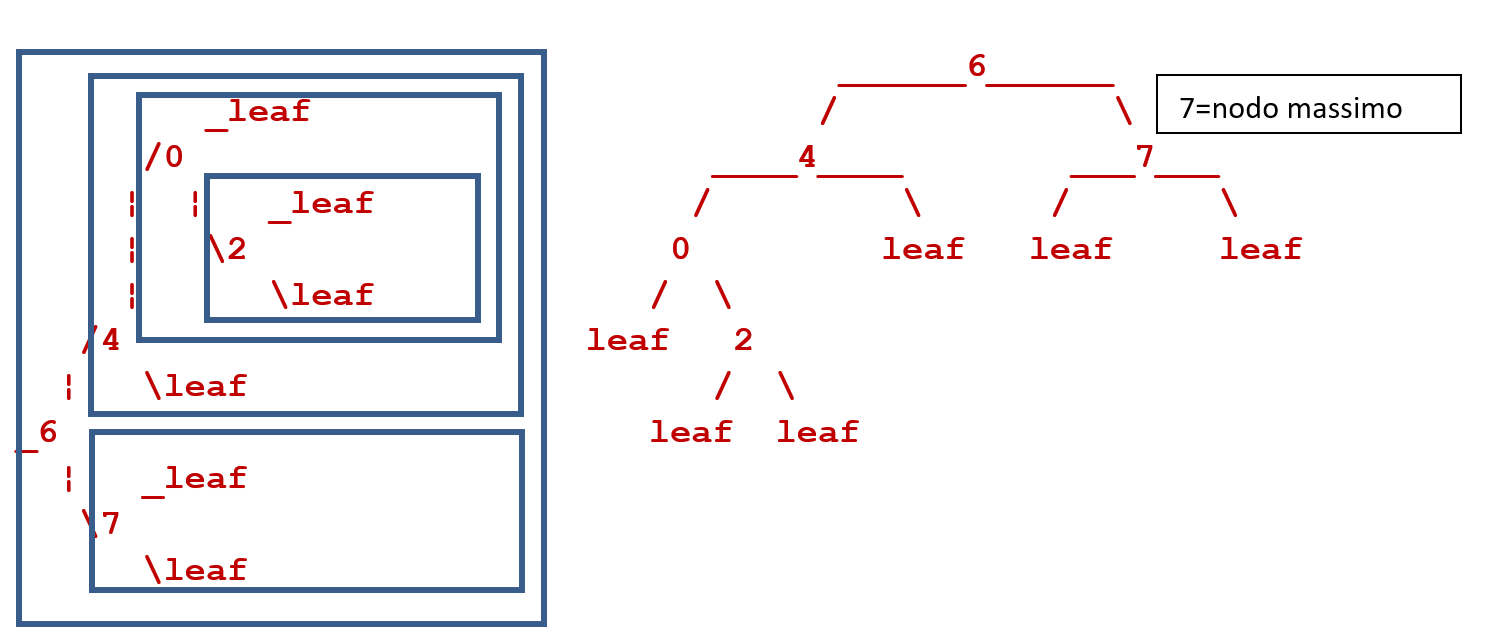 _leaf
/0
¦ ¦ _leaf
¦ \2
¦ \leaf
/4
¦ \leaf
_6
¦ _leaf
\7
\leaf
6
/ \
4 7
/ \ / \
0 leaf leaf leaf
/ \
leaf 2
/ \
leaf leaf
7=nodo massimo